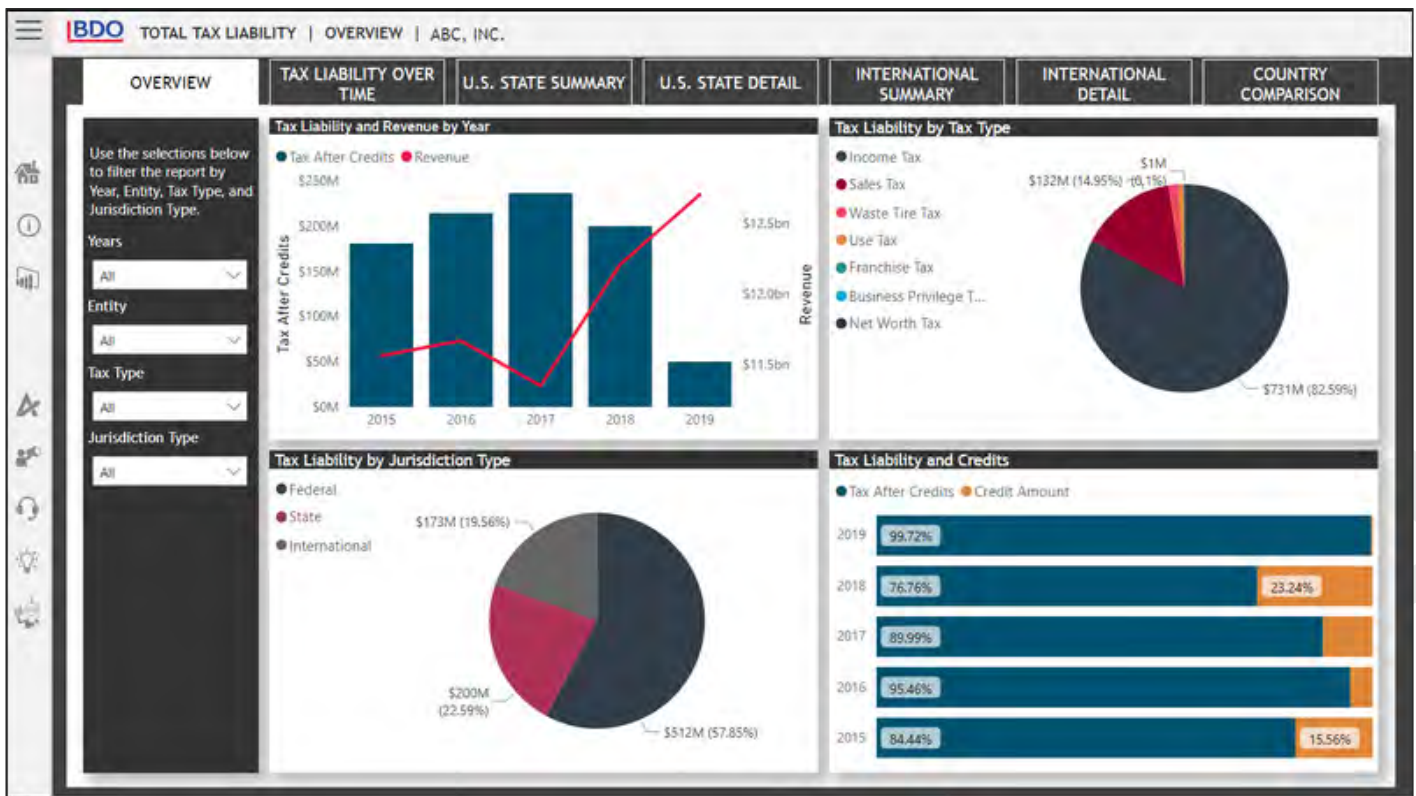 BDO TOTAL TAX LIABILITY | OVERVIEW | ABC, INC.
OVERVIEW
TAX LIABILITY OVER
TIME
U.S. STATE SUMMARY
U.S. STATE DETAIL
INTERNATIONAL
SUMMARY
INTERNATIONAL
DETAIL
COUNTRY
COMPARISON
Use the selections below
to filter the report by
Year, Entity, Tax Type, and
Jurisdiction Type.
Years
All
Entity
All
Tax Type
All
Jurisdiction Type
All
Tax Liability and Revenue by Year
Tax After Credits Revenue
$250M
$200M
$150M
$100M
$50M
$0M
Tax After Credits
2015 2016 2017 2018 2019
$12.5bn
$12.0bn
$11.5bn
Revenue
Tax Liability by Tax Type
Income Tax
Sales Tax
Waste Tire Tax
Use Tax
Franchise Tax
Business Privilege T...
Net Worth Tax
$1M
(0.1%)
$132M (14.95%)
$731M (82.59%)
Tax Liability by Jurisdiction Type
Federal
State
International
$173M (19.56%)
$200M
(22.59%)
$512M (57.85%)
Tax Liability and Credits
Tax After Credits Credit Amount
2019 99.72%
2018 76.76% 23.24%
2017 89.99%
2016 95.46%
2015 84.44% 15.56%